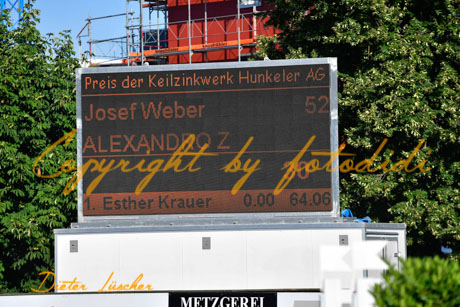 Preis der Keilzinkwerk Hunkeler AG
Josef Weber 52
ALEXANDRO Z
Copyright by fotodidi
1. Esther Krauer 0.00 64.06
Dieter Lüscher
METZGEREI